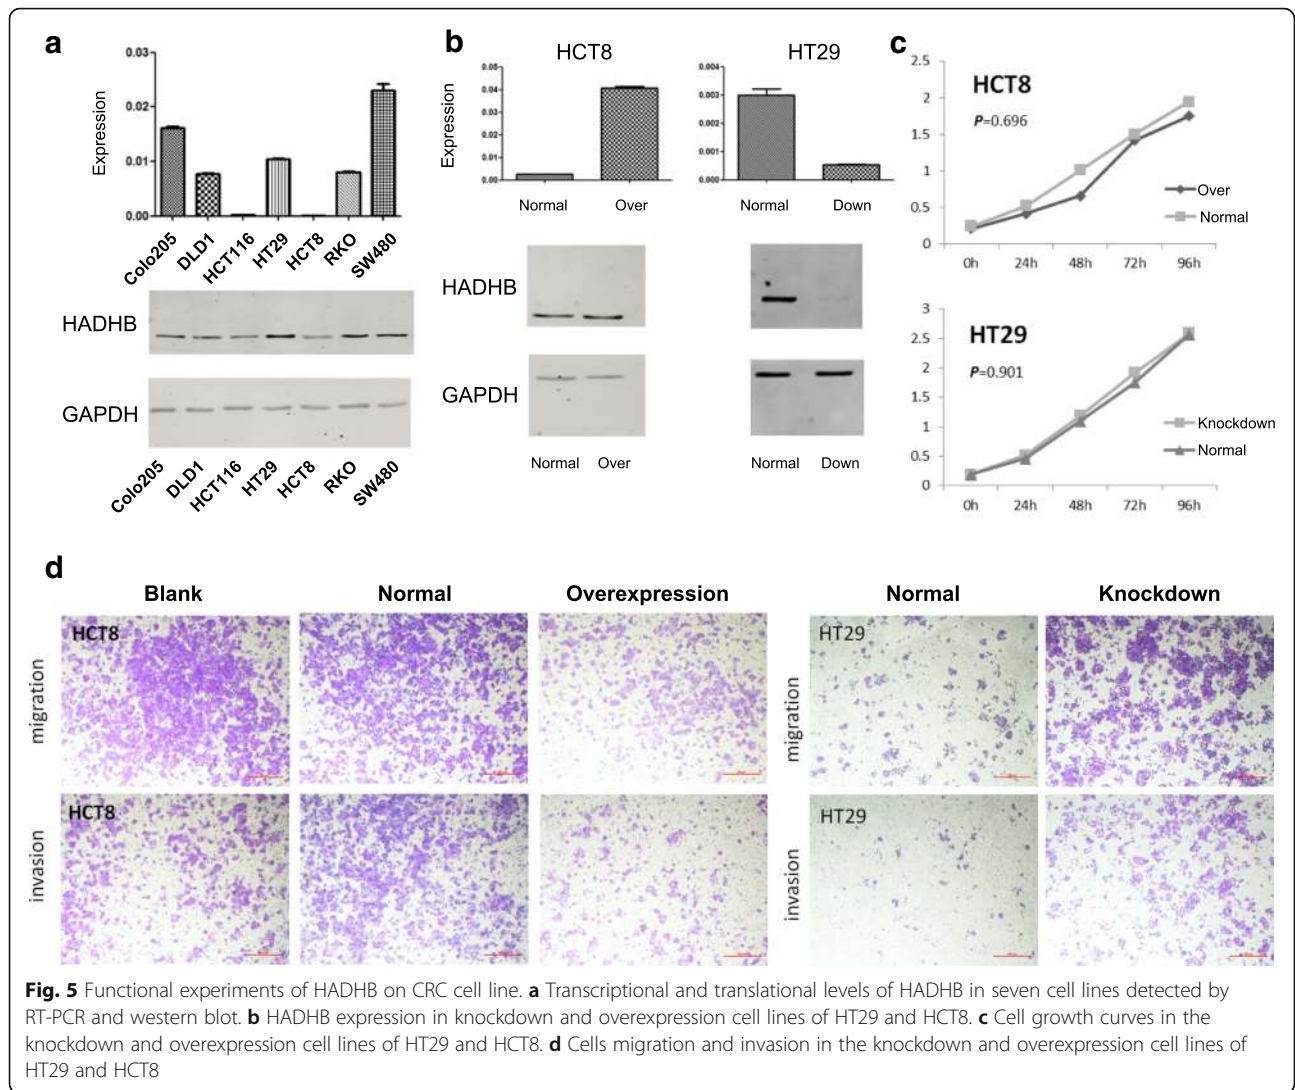 a
0.03
0.02
0.01
0.00
Expression
Colo205
DLD1
HCT116
HT29
HCT8
RKO
SW480
HADHB
GAPDH
Colo205
DLD1
HCT116
HT29
HCT8
RKO
SW480
b
HCT8
0.05
0.04
0.03
0.02
0.01
0.00
Expression
Normal
Over
HT29
0.004
0.003
0.002
0.001
0.000
Normal
Down
HADHB
GAPDH
Normal
Over
Normal
Down
c
HCT8
P=0.696
2.5
2
1.5
1
0.5
0
0h
24h
48h
72h
96h
Over
Normal
HT29
P=0.901
3
2.5
2
1.5
1
0.5
0
0h
24h
48h
72h
96h
Knockdown
Normal
d
Blank
Normal
Overexpression
Normal
Knockdown
migration
HCT8
migration
HT29
invasion
HCT8
invasion
HT29
Fig. 5 Functional experiments of HADHB on CRC cell line. a Transcriptional and translational levels of HADHB in seven cell lines detected by
RT-PCR and western blot. b HADHB expression in knockdown and overexpression cell lines of HT29 and HCT8. c Cell growth curves in the
knockdown and overexpression cell lines of HT29 and HCT8. d Cells migration and invasion in the knockdown and overexpression cell lines of
HT29 and HCT8